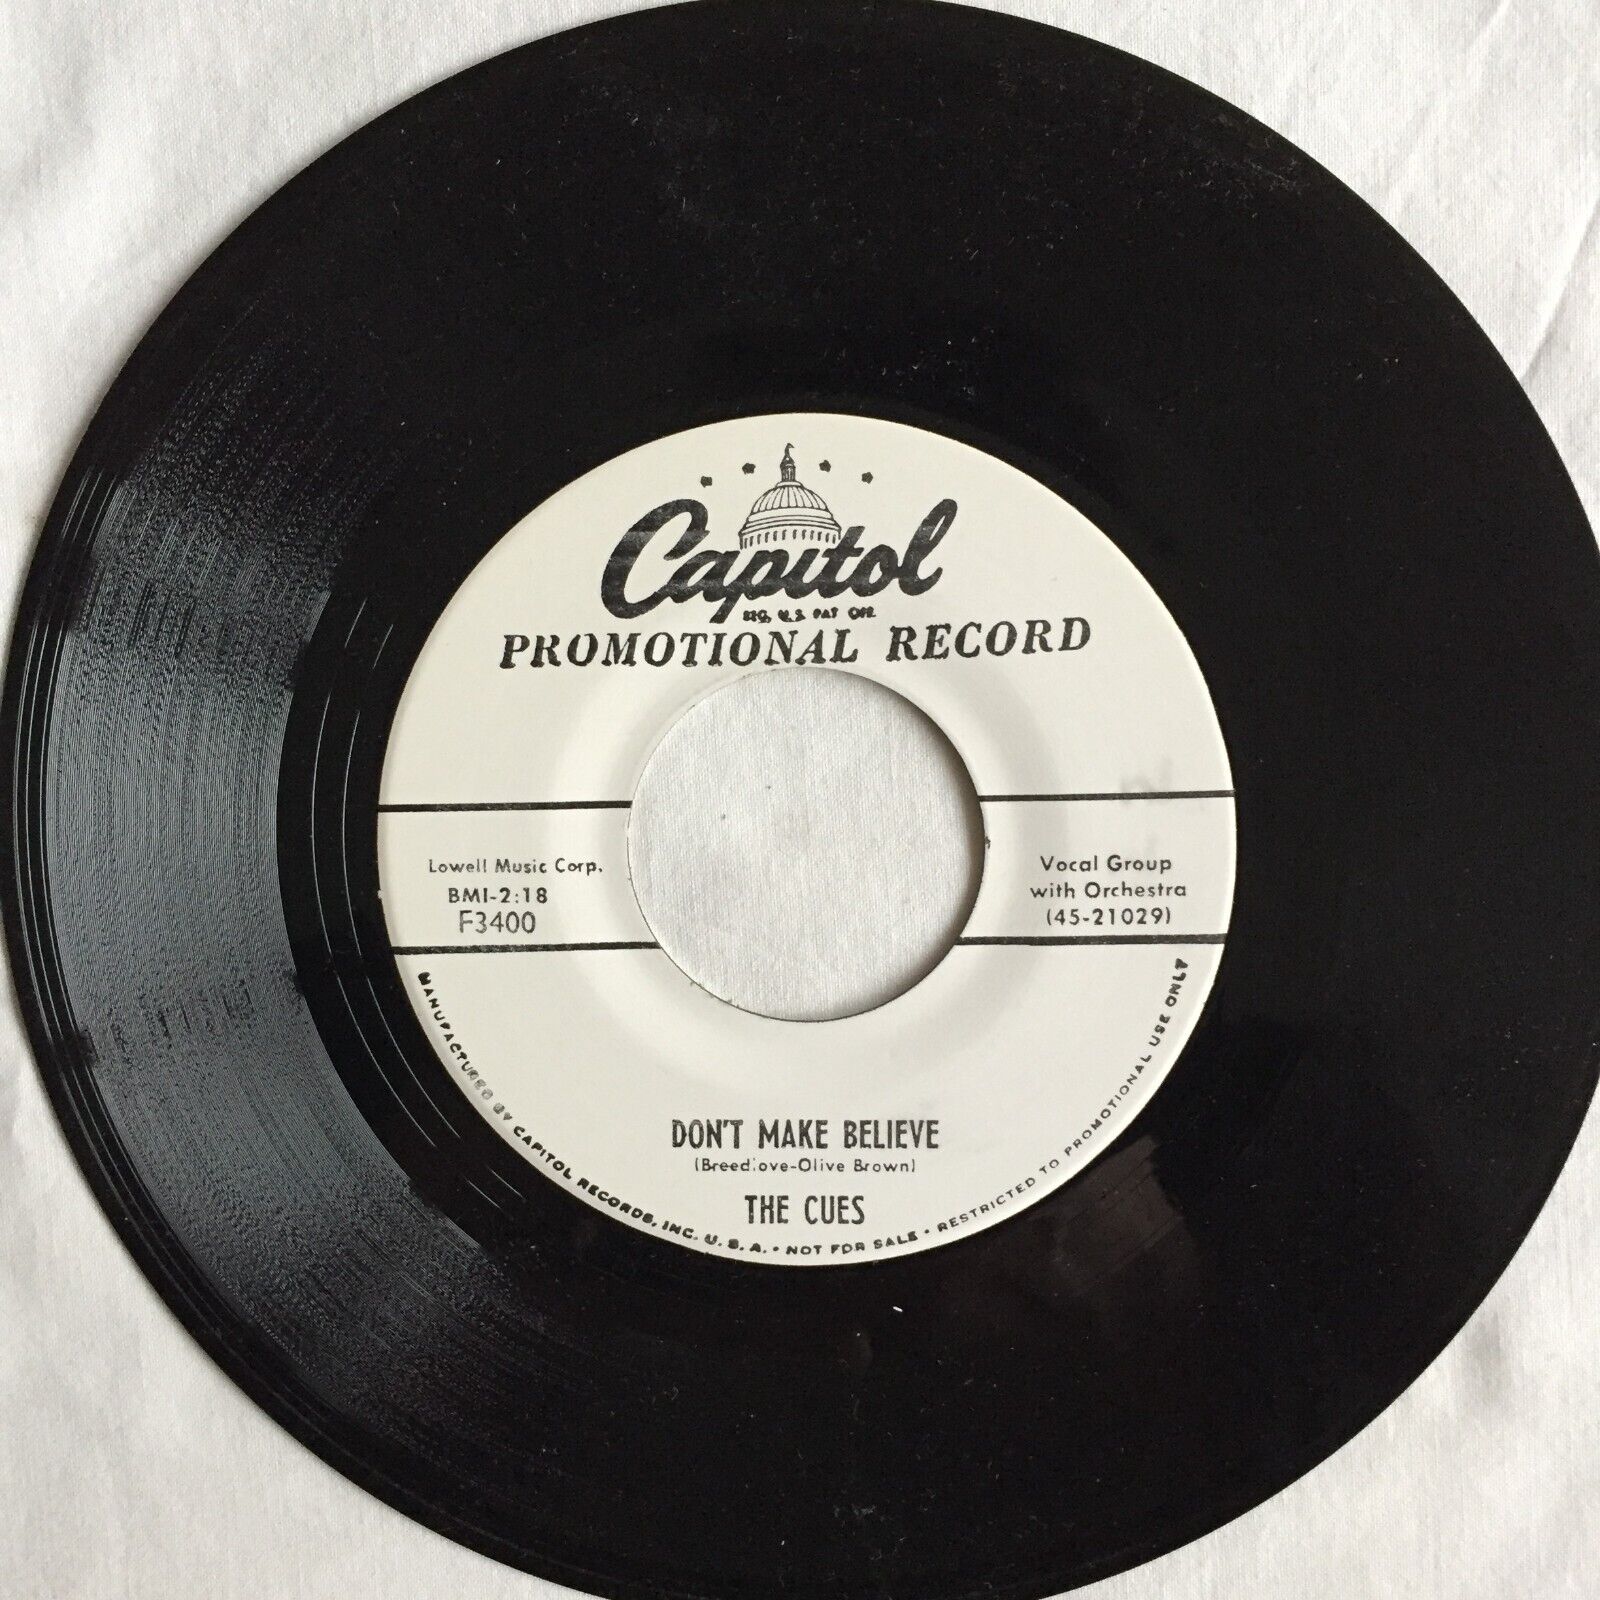 Capitol
REG. U.S. PAT. OFF.
PROMOTIONAL RECORD
Lowell Music Corp.
BMI-2:18
F3400
Vocal Group
with Orchestra
(45-21029)
DON'T MAKE BELIEVE
(Breedlove-Olive Brown)
THE CUES
MANUFACTURED BY CAPITOL RECORDS, INC. U. S. A. • NOT FOR SALE • RESTRICTED TO PROMOTIONAL USE ONLY